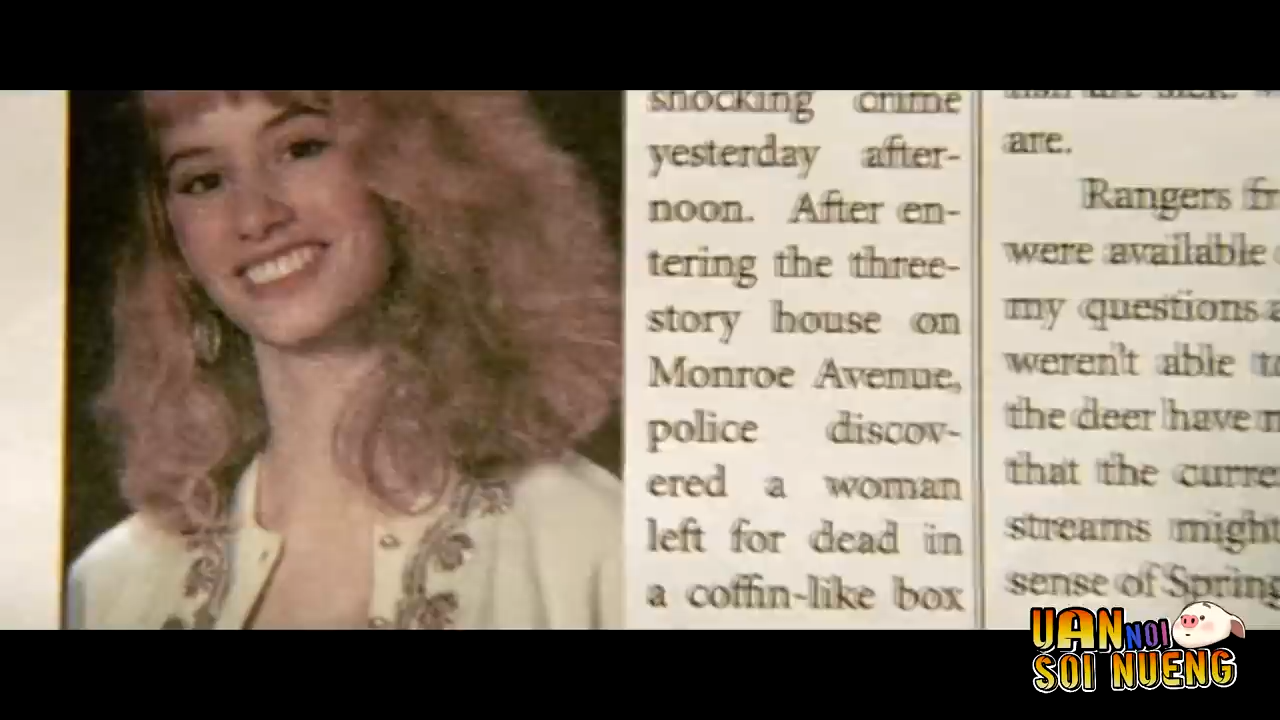 shocking crime
yesterday after-
noon. After en-
tering the three-
story house on
Monroe Avenue,
police discov-
ered a woman
left for dead in
a coffin-like box
are.
Rangers
were available
my questions
weren't able
the deer have
that the
streams might
sense of Spring
UAN NOI
SOI NUENG